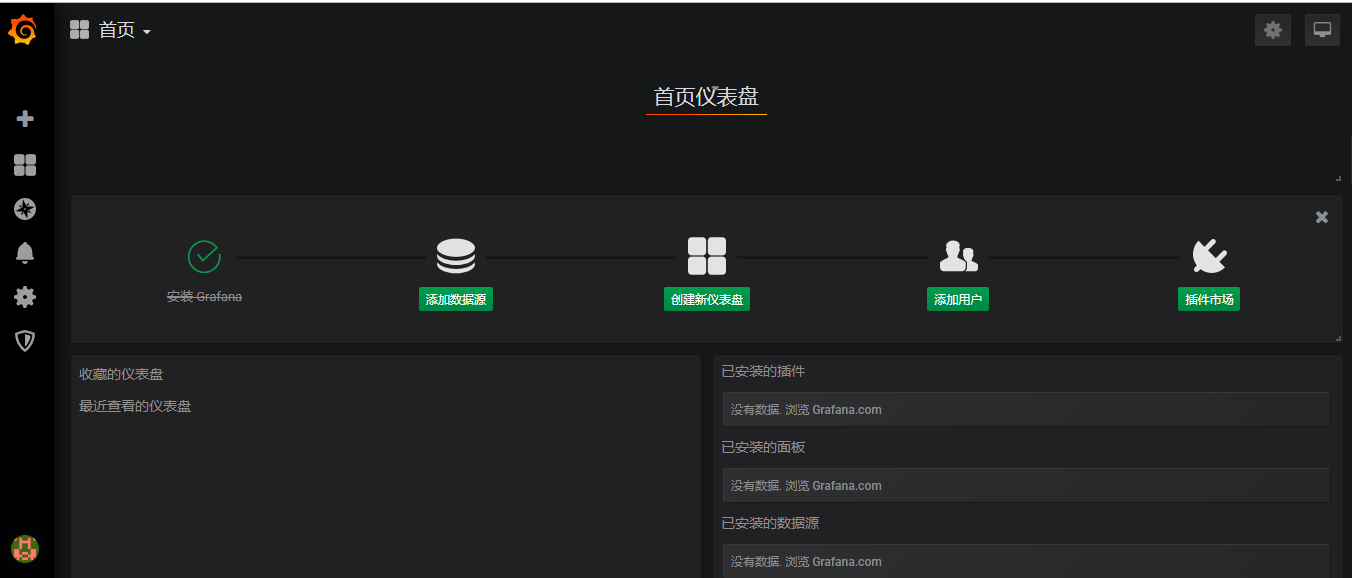 首页
首页仪表盘
安装 Grafana
添加数据源
创建新仪表盘
添加用户
插件市场
收藏的仪表盘
最近查看的仪表盘
已安装的插件
没有数据. 浏览 Grafana.com
已安装的面板
没有数据. 浏览 Grafana.com
已安装的数据源
没有数据. 浏览 Grafana.com